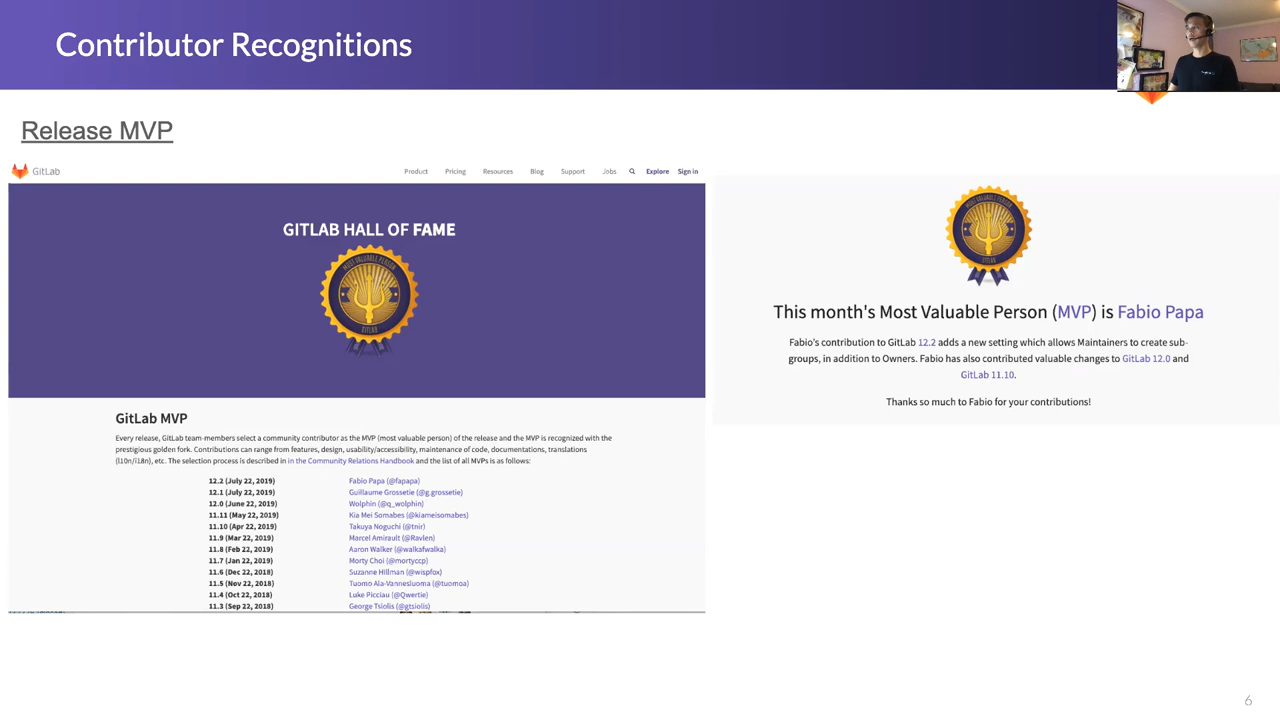 Contributor Recognitions
Release MVP
GitLab
Product Pricing Resources Blog Support Jobs Explore Sign in
GITLAB HALL OF FAME
MOST VALUABLE PERSON
GITLAB
GitLab MVP
Every release, GitLab team-members select a community contributor as the MVP (most valuable person) of the release and the MVP is recognized with the
prestigious golden fork. Contributions can range from features, design, usability/accessibility, maintenance of code, documentations, translations
(l10n/i18n), etc. The selection process is described in in the Community Relations Handbook and the list of all MVPs is as follows:
12.2 (July 22, 2019) Fabio Papa (@fapapa)
12.1 (July 22, 2019) Guillaume Grossetie (@g.grossetie)
12.0 (June 22, 2019) Wolphin (@q_wolphin)
11.11 (May 22, 2019) Kia Mei Somabes (@kiameisomabes)
11.10 (Apr 22, 2019) Takuya Noguchi (@tnir)
11.9 (Mar 22, 2019) Marcel Amirault (@Ravlen)
11.8 (Feb 22, 2019) Aaron Walker (@walkafwalka)
11.7 (Jan 22, 2019) Morty Choi (@mortyccp)
11.6 (Dec 22, 2018) Suzanne Hillman (@wispfox)
11.5 (Nov 22, 2018) Tuomo Ala-Vannesluoma (@tuomoa)
11.4 (Oct 22, 2018) Luke Picciau (@Qwertie)
11.3 (Sep 22, 2018) George Tsiolis (@gtsiolis)
MOST VALUABLE PERSON
GITLAB
This month's Most Valuable Person (MVP) is Fabio Papa
Fabio's contribution to GitLab 12.2 adds a new setting which allows Maintainers to create sub-
groups, in addition to Owners. Fabio has also contributed valuable changes to GitLab 12.0 and
GitLab 11.10.
Thanks so much to Fabio for your contributions!
6